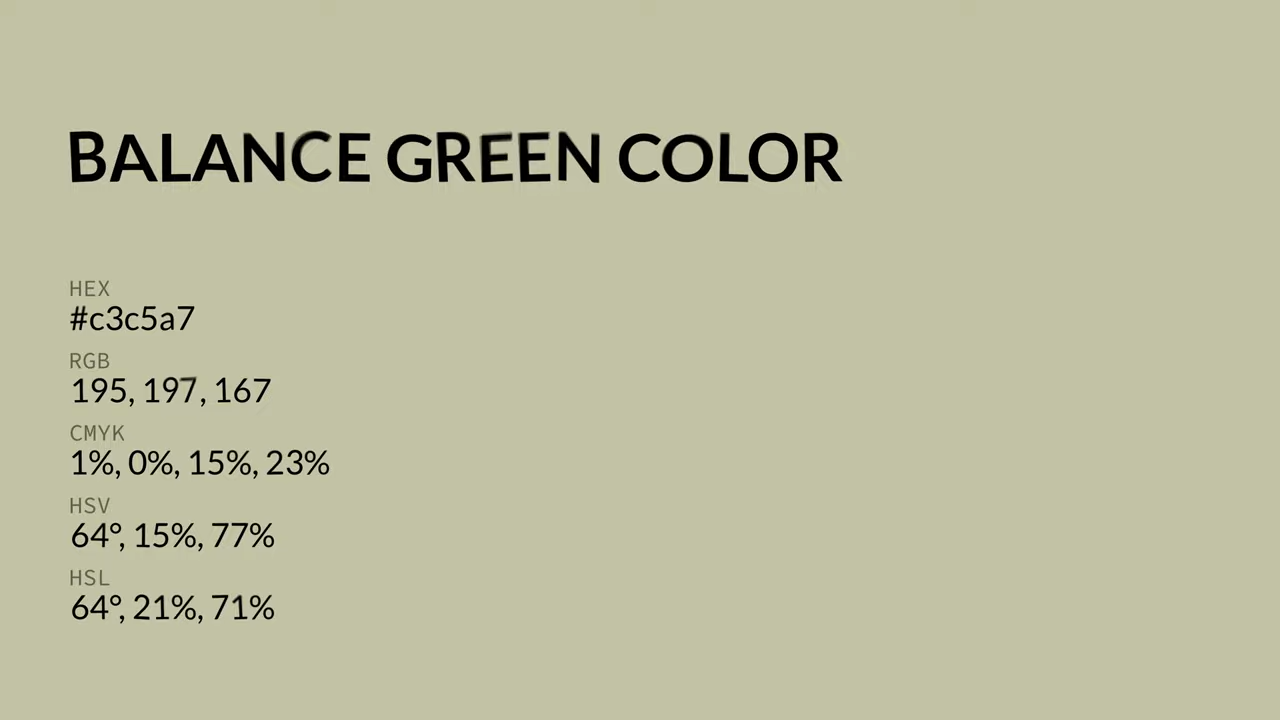 BALANCE GREEN COLOR
HEX
#c3c5a7
RGB
195, 197, 167
CMYK
1%, 0%, 15%, 23%
HSV
64°, 15%, 77%
HSL
64°, 21%, 71%